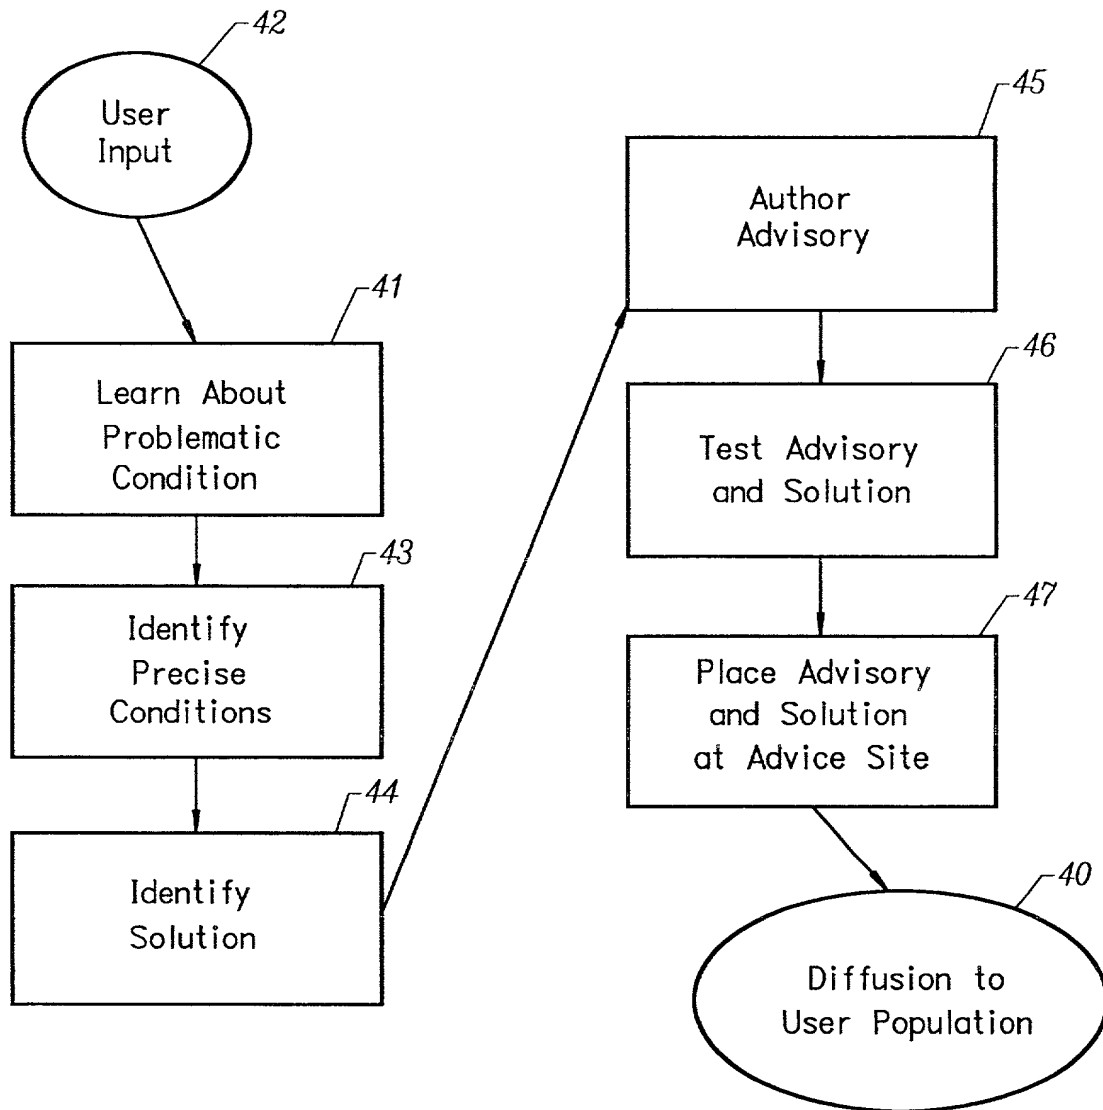 42
User
Input
41
Learn About
Problematic
Condition
43
Identify
Precise
Conditions
44
Identify
Solution
45
Author
Advisory
46
Test Advisory
and Solution
47
Place Advisory
and Solution
at Advice Site
40
Diffusion to
User Population